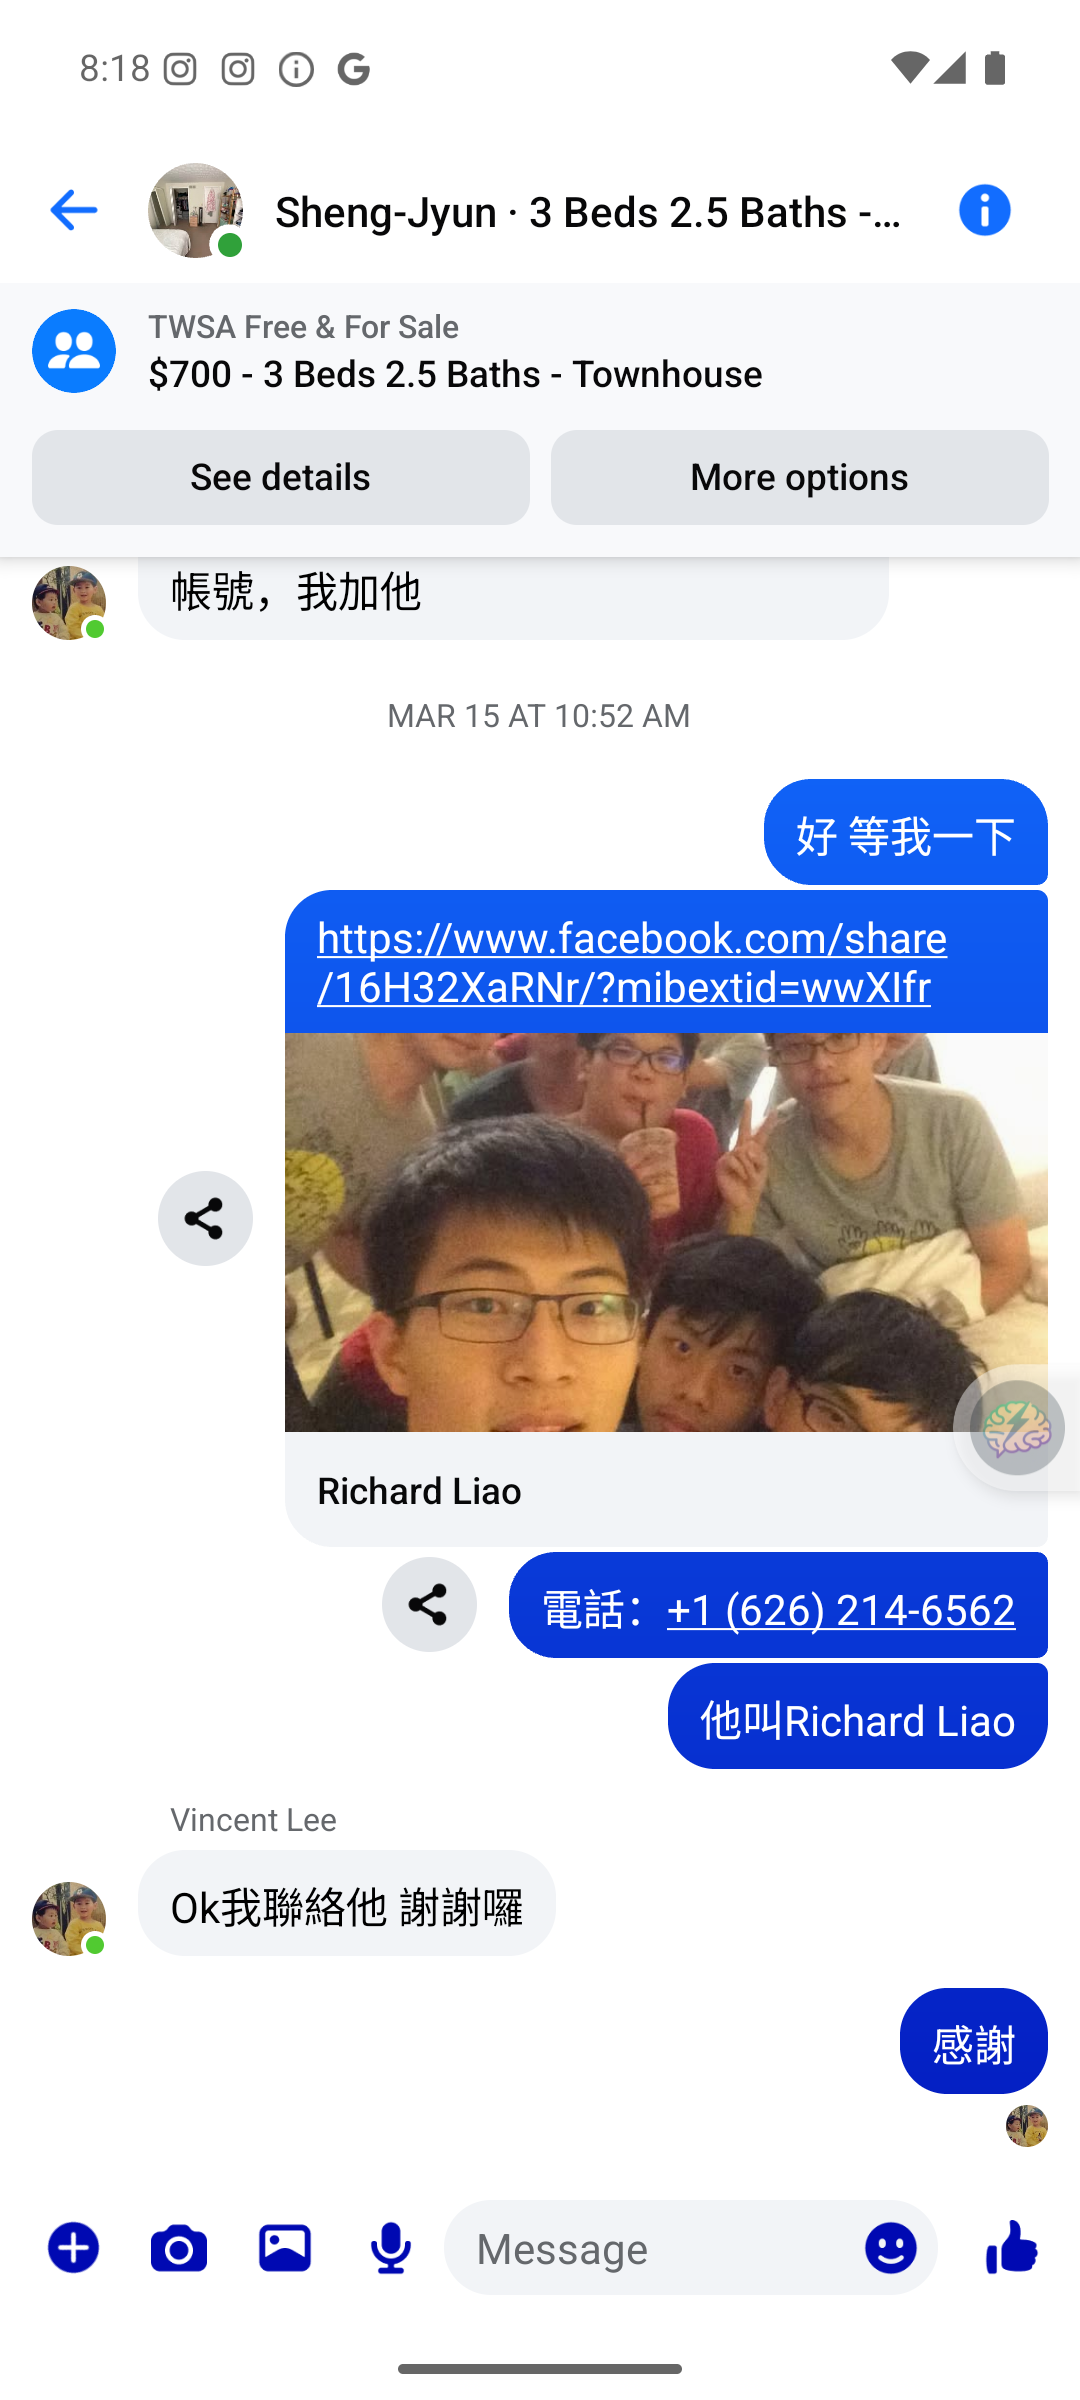 8:18
Sheng-Jyun · 3 Beds 2.5 Baths -...
TWSA Free & For Sale
$700 - 3 Beds 2.5 Baths - Townhouse
See details
More options
帳號，我加他
MAR 15 AT 10:52 AM
好 等我一下
https://www.facebook.com/share
/16H32XaRNr/?mibextid=wwXIfr
Richard Liao
電話：+1 (626) 214-6562
他叫Richard Liao
Vincent Lee
Ok我聯絡他 謝謝囉
感謝
Message